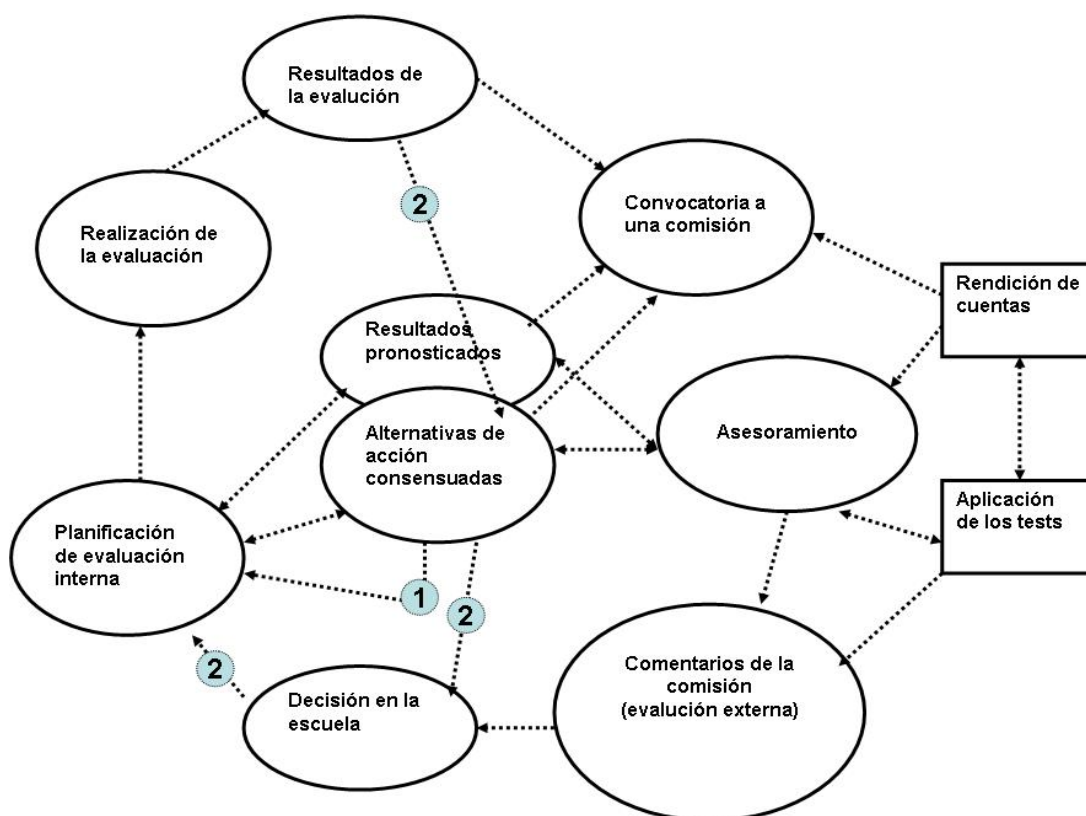 Resultados de
la evalución
2
Convocatoria a
una comisión
Realización de
la evaluación
Rendición de
cuentas
Resultados
pronosticados
Alternativas de
acción
consensuadas
Asesoramiento
Aplicación
de los tests
Planificación
de evaluación
interna
1
2
2
Comentarios de la
comisión
(evalución externa)
Decisión en la
escuela